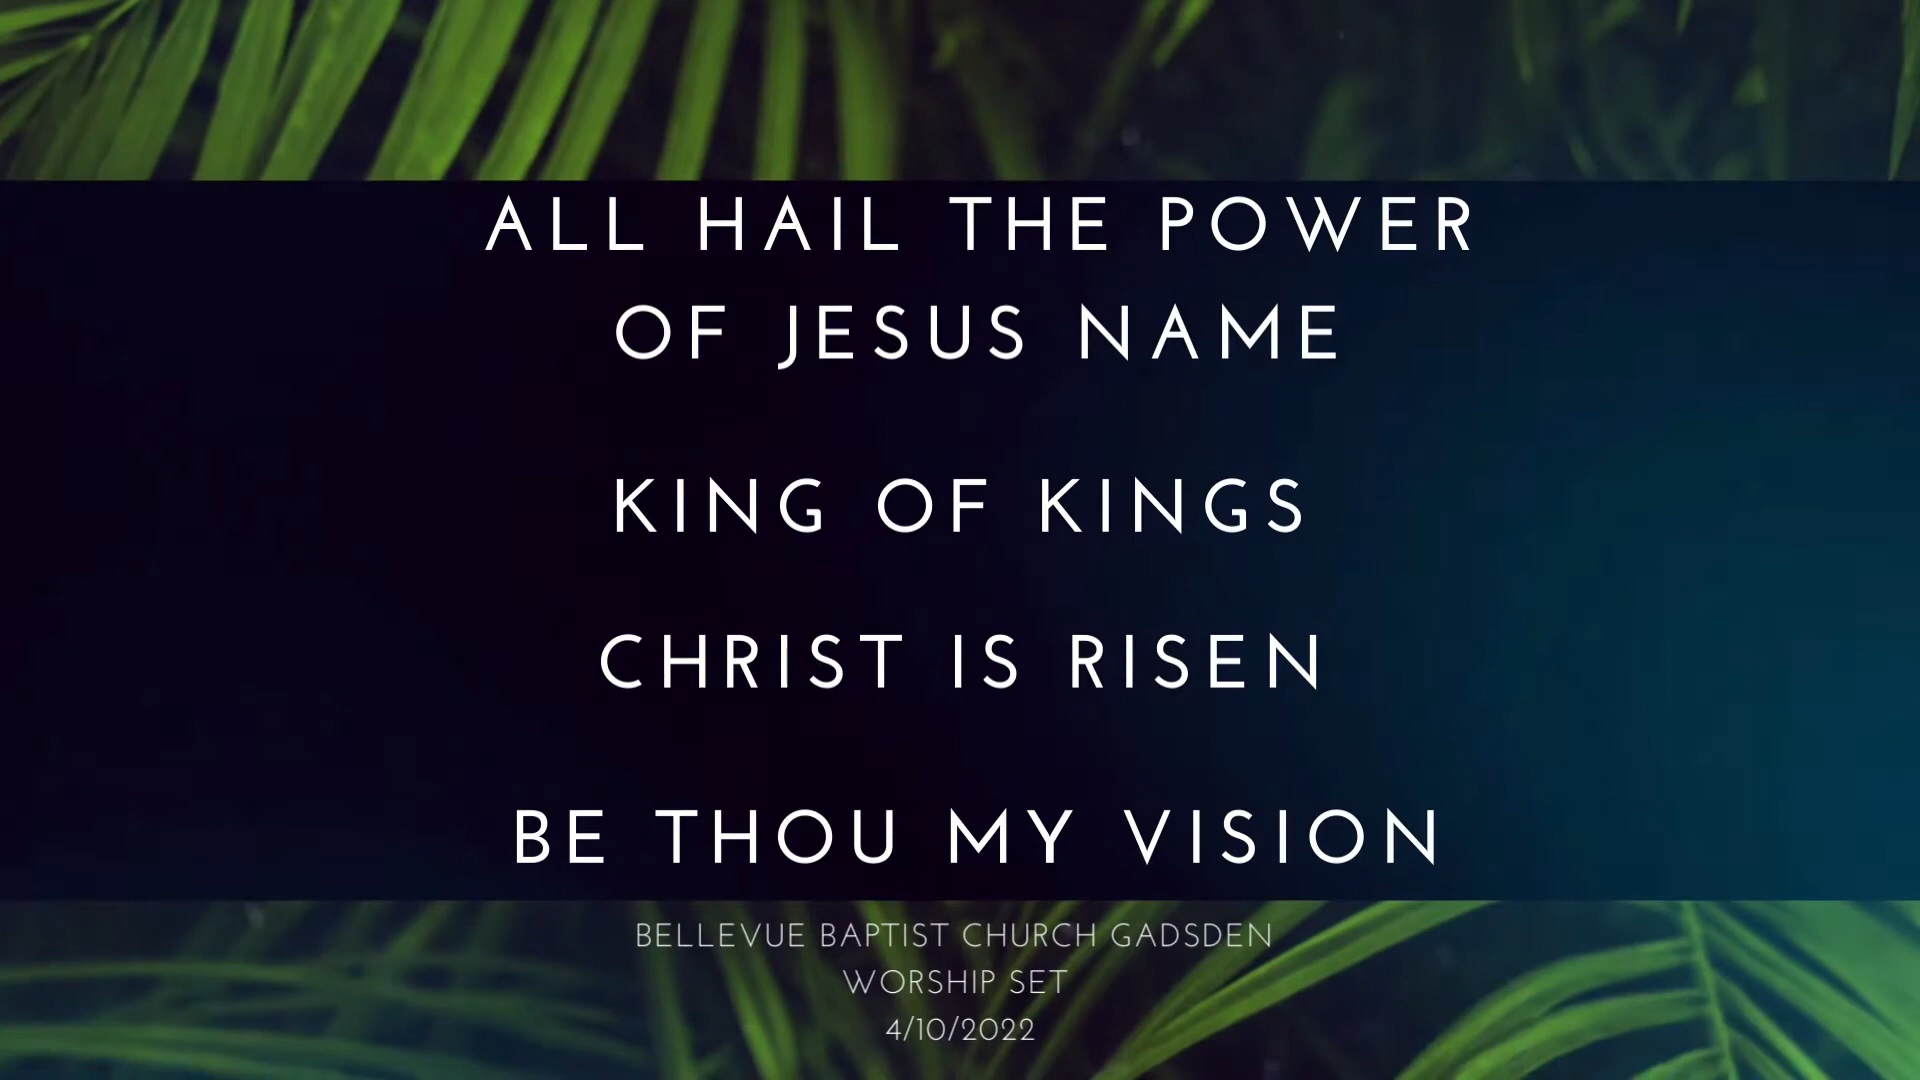 ALL HAIL THE POWER
OF JESUS NAME
KING OF KINGS
CHRIST IS RISEN
BE THOU MY VISION
BELLEVUE BAPTIST CHURCH GADSDEN
WORSHIP SET
4/10/2022